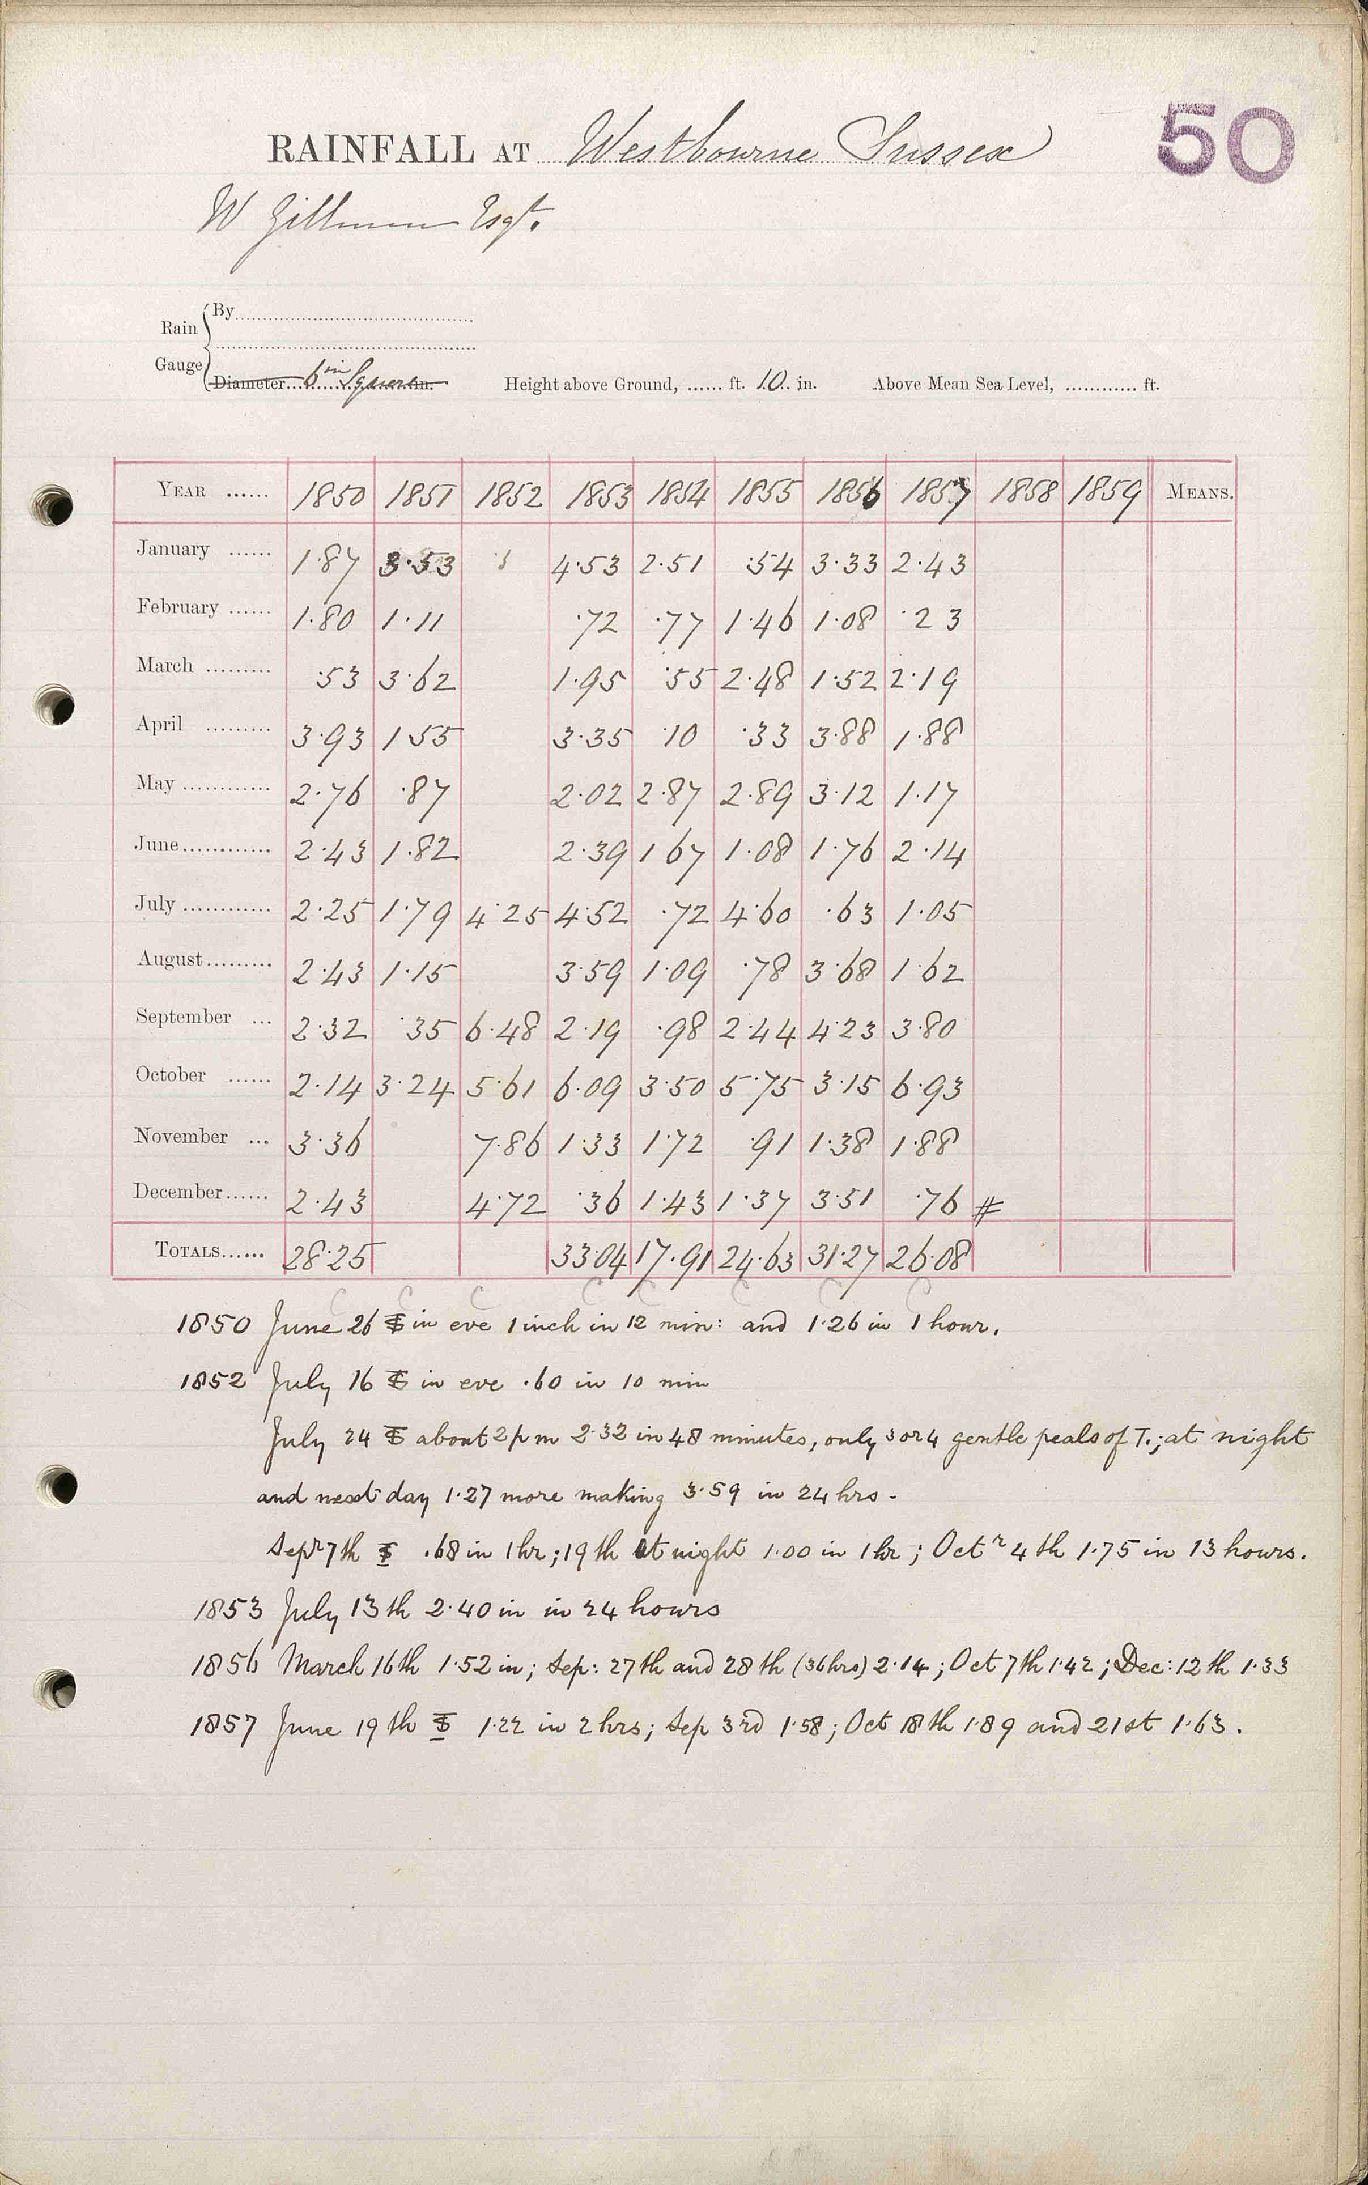 50
RAINFALL AT Westbourne Sussex
W Gillman Esqr.
Rain Gauge
By
Diameter 6 in Square in.
Height above Ground, ...... ft. 10 in. Above Mean Sea Level, ............ ft.
YEAR ...... 1850 1851 1852 1853 1854 1855 1856 1857 1858 1859 MEANS.
January ...... 1.87 3.53 4.53 2.51 .54 3.33 2.43
February ...... 1.80 1.11 .72 .77 1.46 1.08 .23
March ......... .53 3.62 1.95 .55 2.48 1.52 2.19
April ......... 3.93 1.55 3.35 .10 .33 3.88 1.88
May ............ 2.76 .87 2.02 2.87 2.89 3.12 1.17
June ............ 2.43 1.82 2.39 1.67 1.08 1.76 2.14
July ............ 2.25 1.79 4.25 4.52 .72 4.60 .63 1.05
August ......... 2.43 1.15 3.59 1.09 .78 3.68 1.62
September ... 2.32 .35 6.48 2.19 .98 2.44 4.23 3.80
October ...... 2.14 3.24 5.61 6.09 3.50 5.75 3.15 6.93
November ... 3.36 7.86 1.33 1.72 .91 1.38 1.88
December ...... 2.43 4.72 .36 1.43 1.37 3.51 .76 #
TOTALS ...... 28.25 33.04 17.91 24.63 31.27 26.08
1850 June 26 in eve 1 inch in 12 min: and 1.26 in 1 hour.
1852 July 16 in eve .60 in 10 min
July 24 about 2 pm 2.32 in 48 minutes, only 3 or 4 gentle peals of T.; at night
and next day 1.27 more making 3.59 in 24 hrs.
Sepr 7th .68 in 1 hr; 19th at night 1.00 in 1 hr; Octr 4th 1.75 in 13 hours.
1853 July 13th 2.40 in in 24 hours
1856 March 16th 1.52 in; Sep: 27th and 28th (36 hrs) 2.14; Oct 7th 1.42; Dec: 12th 1.33
1857 June 19th 1.22 in 2 hrs; Sep 3rd 1.58; Oct 18th 1.89 and 21st 1.63.